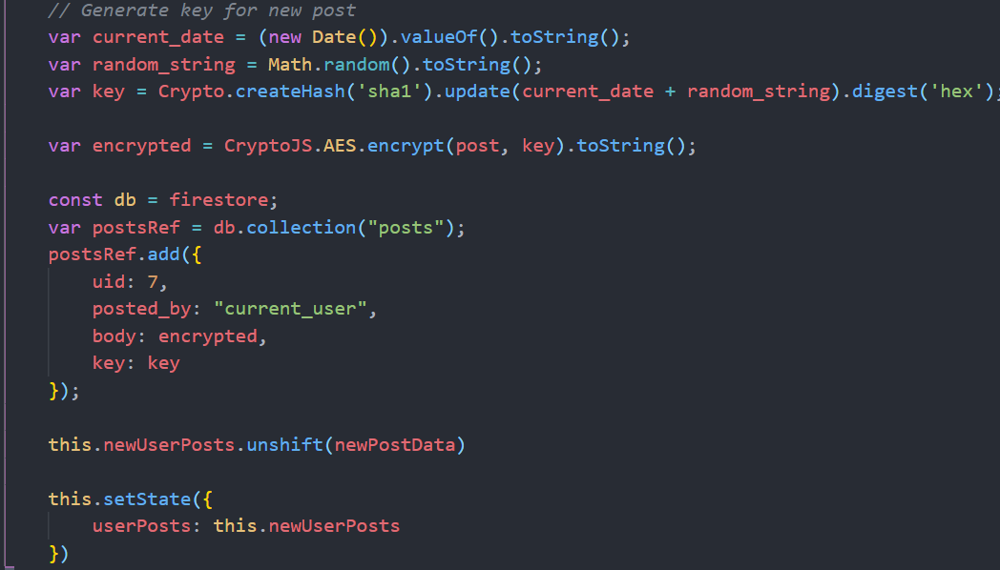 // Generate key for new post
var current_date = (new Date()).valueOf().toString();
var random_string = Math.random().toString();
var key = Crypto.createHash('sha1').update(current_date + random_string).digest('hex');
var encrypted = CryptoJS.AES.encrypt(post, key).toString();
const db = firestore;
var postsRef = db.collection("posts");
postsRef.add({
    uid: 7,
    posted_by: "current_user",
    body: encrypted,
    key: key
});
this.newUserPosts.unshift(newPostData)
this.setState({
    userPosts: this.newUserPosts
})